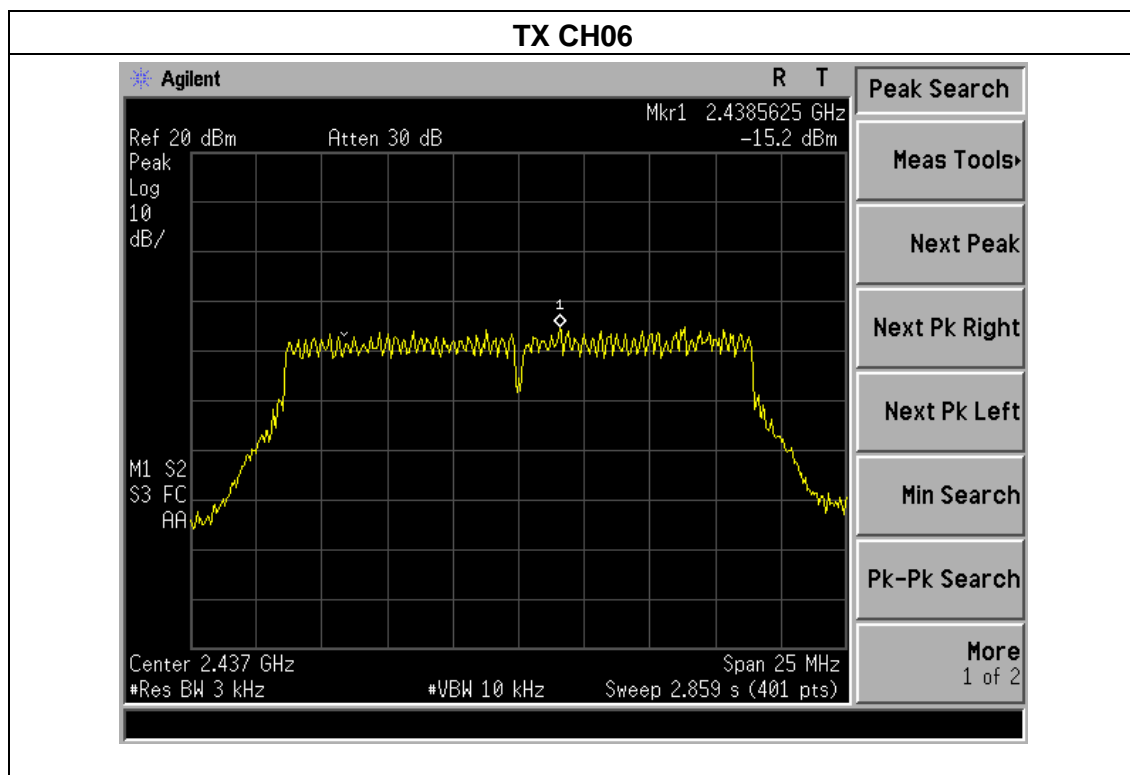 TX CH06
Agilent
R T
Mkr1 2.4385625 GHz
Ref 20 dBm Atten 30 dB -15.2 dBm
Peak
Log
10
dB/
1
M1 S2
S3 FC
AA
Center 2.437 GHz Span 25 MHz
#Res BW 3 kHz #VBW 10 kHz Sweep 2.859 s (401 pts)
Peak Search
Meas Tools
Next Peak
Next Pk Right
Next Pk Left
Min Search
Pk-Pk Search
More
1 of 2